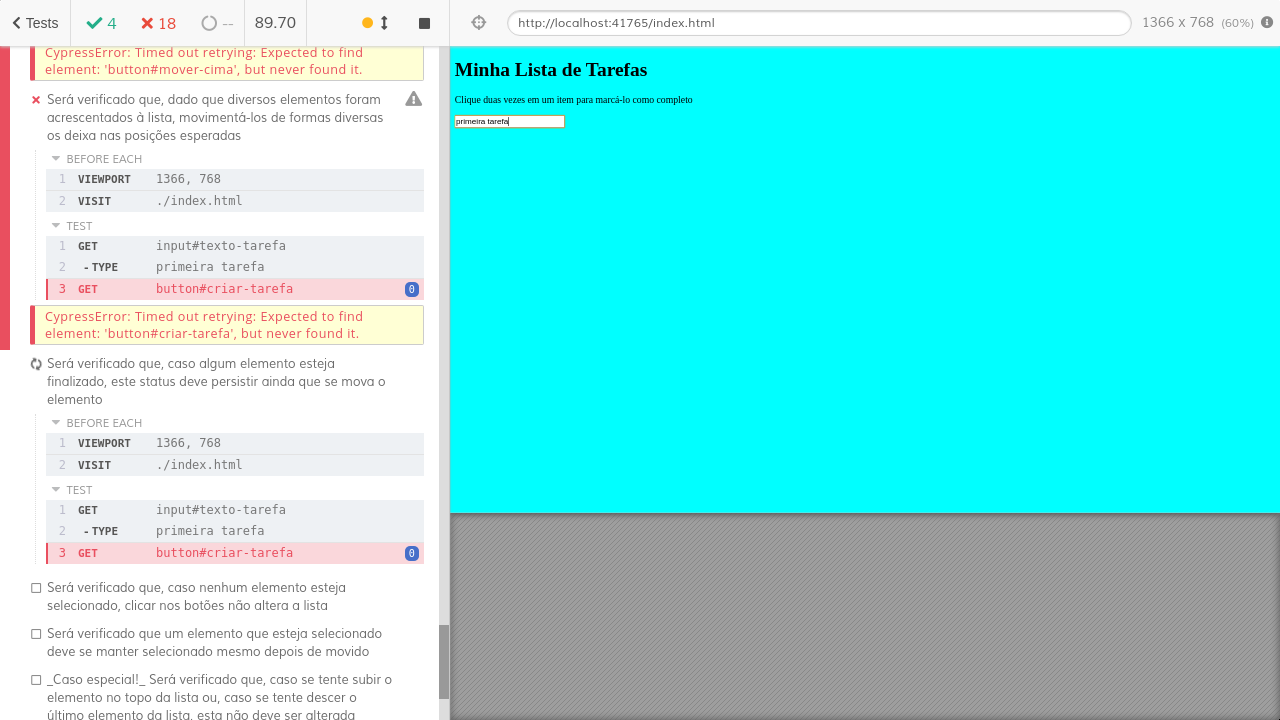 Tests 4 18 -- 89.70
http://localhost:41765/index.html 1366 x 768 (60%)
CypressError: Timed out retrying: Expected to find
element: 'button#mover-cima', but never found it.
Será verificado que, dado que diversos elementos foram
acrescentados à lista, movimentá-los de formas diversas
os deixa nas posições esperadas
BEFORE EACH
1 VIEWPORT 1366, 768
2 VISIT ./index.html
TEST
1 GET input#texto-tarefa
2 -TYPE primeira tarefa
3 GET button#criar-tarefa 0
CypressError: Timed out retrying: Expected to find
element: 'button#criar-tarefa', but never found it.
Será verificado que, caso algum elemento esteja
finalizado, este status deve persistir ainda que se mova o
elemento
BEFORE EACH
1 VIEWPORT 1366, 768
2 VISIT ./index.html
TEST
1 GET input#texto-tarefa
2 -TYPE primeira tarefa
3 GET button#criar-tarefa 0
Será verificado que, caso nenhum elemento esteja
selecionado, clicar nos botões não altera a lista
Será verificado que um elemento que esteja selecionado
deve se manter selecionado mesmo depois de movido
_Caso especial!_ Será verificado que, caso se tente subir o
elemento no topo da lista ou, caso se tente descer o
último elemento da lista, esta não deve ser alterada
Minha Lista de Tarefas
Clique duas vezes em um item para marcá-lo como completo
primeira tarefa